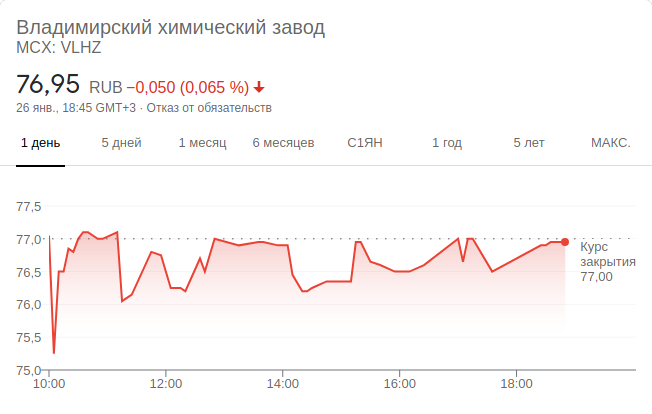 Владимирский химический завод
MCX: VLHZ
76,95 RUB −0,050 (0,065 %)
26 янв., 18:45 GMT+3 · Отказ от обязательств
1 день 5 дней 1 месяц 6 месяцев С1ЯН 1 год 5 лет МАКС.
77,5
77,0
Курс
закрытия
77,00
76,5
76,0
75,5
75,0
10:00 12:00 14:00 16:00 18:00